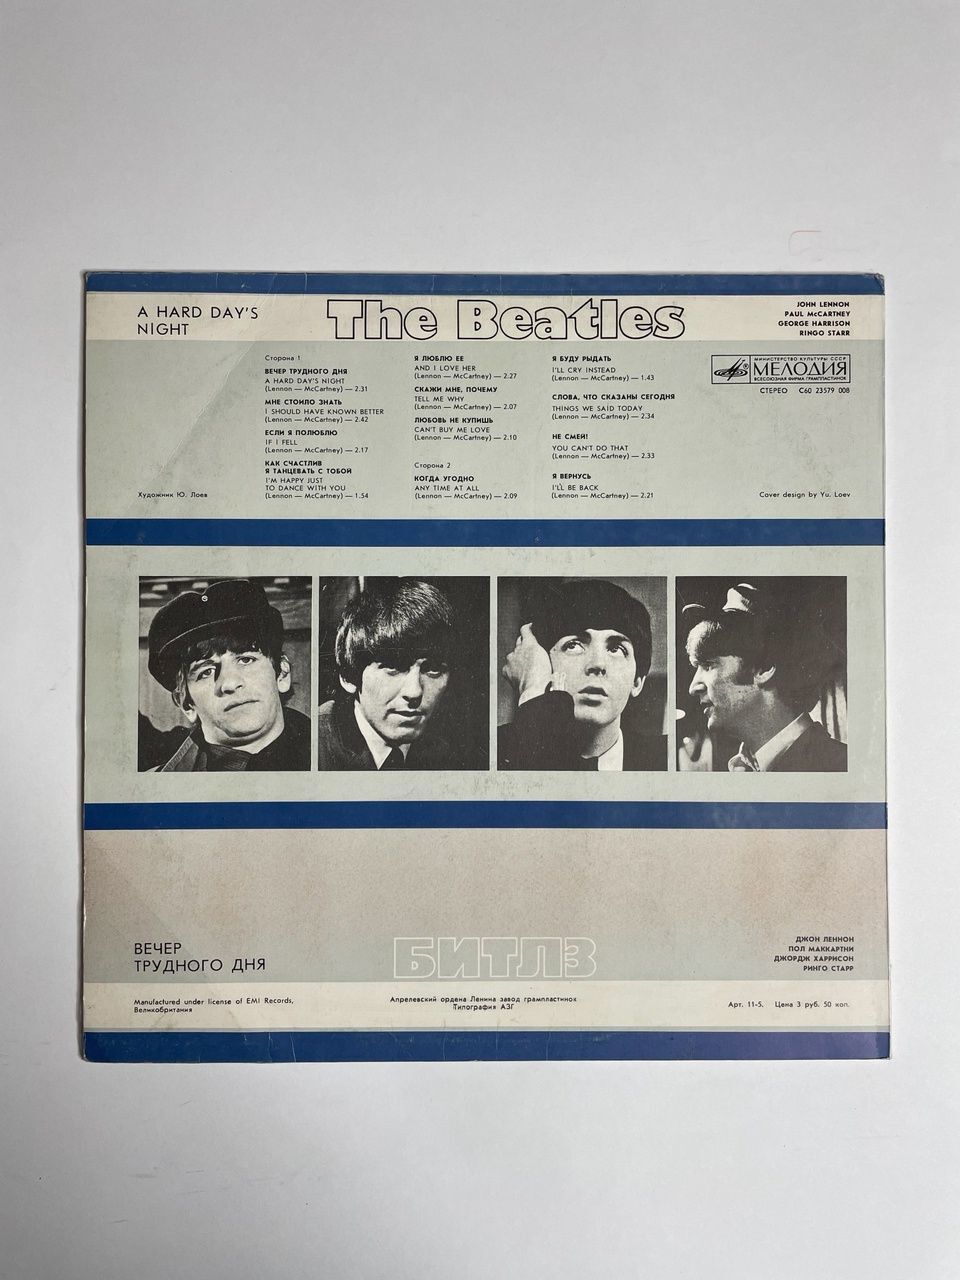 A HARD DAY'S
NIGHT
The Beatles
JOHN LENNON
PAUL McCARTNEY
GEORGE HARRISON
RINGO STARR
Сторона 1
ВЕЧЕР ТРУДНОГО ДНЯ
A HARD DAY'S NIGHT
(Lennon — McCartney) — 2.31
МНЕ СТОИЛО ЗНАТЬ
I SHOULD HAVE KNOWN BETTER
(Lennon — McCartney) — 2.42
ЕСЛИ Я ПОЛЮБЛЮ
IF I FELL
(Lennon — McCartney) — 2.17
КАК СЧАСТЛИВ
Я ТАНЦЕВАТЬ С ТОБОЙ
I'M HAPPY JUST
TO DANCE WITH YOU
(Lennon — McCartney) — 1.54
Я ЛЮБЛЮ ЕЕ
AND I LOVE HER
(Lennon — McCartney) — 2.27
СКАЖИ МНЕ, ПОЧЕМУ
TELL ME WHY
(Lennon — McCartney) — 2.07
ЛЮБОВЬ НЕ КУПИШЬ
CAN'T BUY ME LOVE
(Lennon — McCartney) — 2.10
Сторона 2
КОГДА УГОДНО
ANY TIME AT ALL
(Lennon — McCartney) — 2.09
Я БУДУ РЫДАТЬ
I'LL CRY INSTEAD
(Lennon — McCartney) — 1.43
СЛОВА, ЧТО СКАЗАНЫ СЕГОДНЯ
THINGS WE SAID TODAY
(Lennon — McCartney) — 2.34
НЕ СМЕЙ!
YOU CAN'T DO THAT
(Lennon — McCartney) — 2.33
Я ВЕРНУСЬ
I'LL BE BACK
(Lennon — McCartney) — 2.21
МИНИСТЕРСТВО КУЛЬТУРЫ СССР
МЕЛОДИЯ
ВСЕСОЮЗНАЯ ФИРМА ГРАМПЛАСТИНОК
СТЕРЕО С60 23579 008
Художник Ю. Лоев
Cover design by Yu. Loev
ВЕЧЕР
ТРУДНОГО ДНЯ
БИТЛЗ
ДЖОН ЛЕННОН
ПОЛ МАККАРТНИ
ДЖОРДЖ ХАРРИСОН
РИНГО СТАРР
Manufactured under license of EMI Records,
Великобритания
Апрелевский ордена Ленина завод грампластинок
Типография АЗГ
Арт. 11-5. Цена 3 руб. 50 коп.